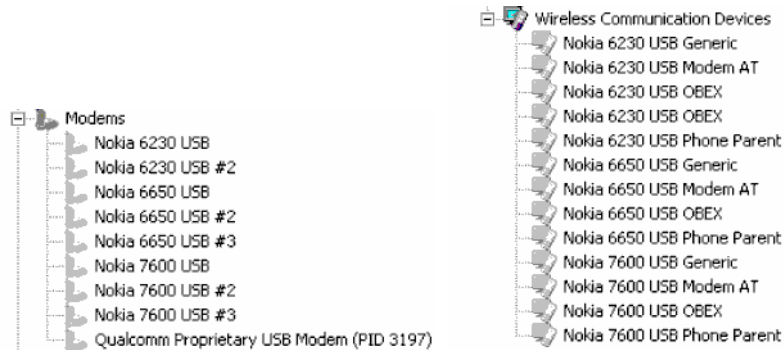 Modems
Nokia 6230 USB
Nokia 6230 USB #2
Nokia 6650 USB
Nokia 6650 USB #2
Nokia 6650 USB #3
Nokia 7600 USB
Nokia 7600 USB #2
Nokia 7600 USB #3
Qualcomm Proprietary USB Modem (PID 3197)
Wireless Communication Devices
Nokia 6230 USB Generic
Nokia 6230 USB Modem AT
Nokia 6230 USB OBEX
Nokia 6230 USB OBEX
Nokia 6230 USB Phone Parent
Nokia 6650 USB Generic
Nokia 6650 USB Modem AT
Nokia 6650 USB OBEX
Nokia 6650 USB Phone Parent
Nokia 7600 USB Generic
Nokia 7600 USB Modem AT
Nokia 7600 USB OBEX
Nokia 7600 USB Phone Parent